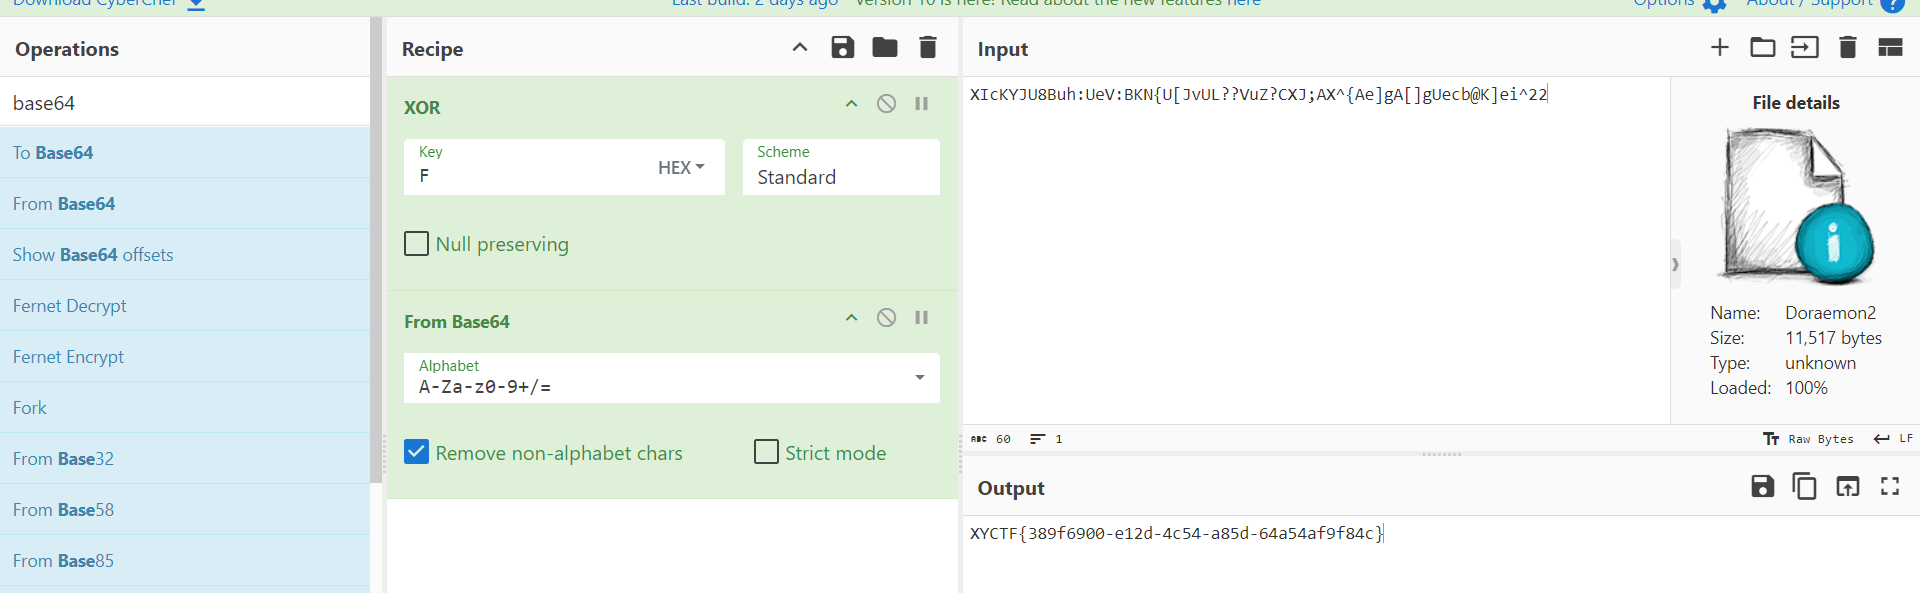 Download CyberChef
Last build: 2 days ago - Version 10 is here! Read about the new features here
Options
About / Support
?
Operations
base64
To Base64
From Base64
Show Base64 offsets
Fernet Decrypt
Fernet Encrypt
Fork
From Base32
From Base58
From Base85
Recipe
XOR
Key
F
HEX
Scheme
Standard
Null preserving
From Base64
Alphabet
A-Za-z0-9+/=
Remove non-alphabet chars
Strict mode
Input
XIcKYJU8Buh:UeV:BKN{U[JvUL??VuZ?CXJ;AX^{Ae]gA[]gUecb@K]ei^22
File details
i
Name: Doraemon2
Size: 11,517 bytes
Type: unknown
Loaded: 100%
ABC 60 1
Tт Raw Bytes LF
Output
XYCTF{389f6900-e12d-4c54-a85d-64a54af9f84c}